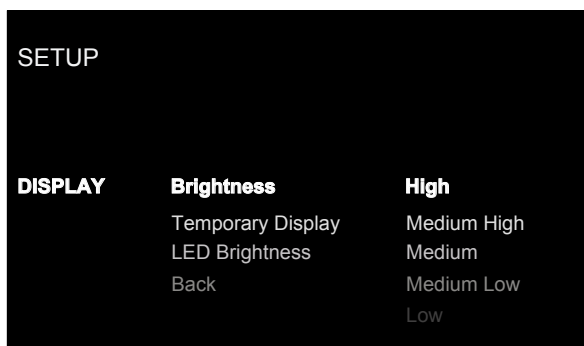 SETUP
DISPLAY Brightness High
Temporary Display Medium High
LED Brightness Medium
Back Medium Low
Low